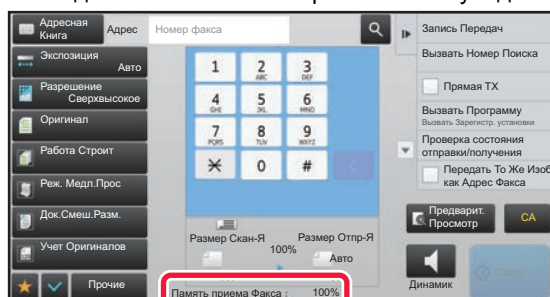 Адресная
Книга
Адрес
Номер факса
Экспозиция
Авто
Разрешение
Сверхвысокое
Оригинал
Работа Строит
Реж. Медл.Прос
Док.Смеш.Разм.
Учет Оригиналов
Прочие
1
2
ABC
3
DEF
4
GHI
5
JKL
6
MNO
7
PQRS
8
TUV
9
WXYZ
0
#
Размер Скан-Я
100%
Размер Отпр-Я
Авто
Память приема Факса :
100%
Запись Передач
Вызвать Номер Поиска
Прямая TX
Вызвать Программу
Вызвать Зарегистр. установки
Проверка состояния
отправки/получения
Передать То Же Изоб
как Адрес Факса
Предварит.
Просмотр
CA
Динамик
Старт